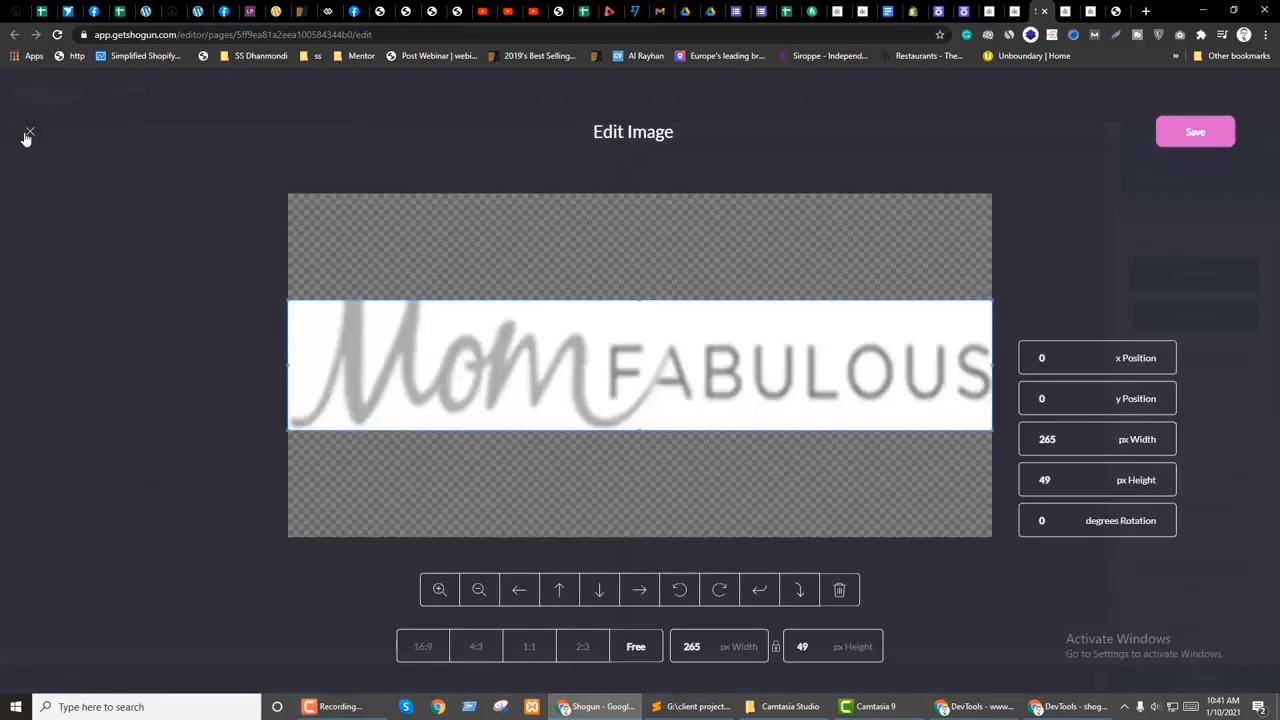 app.getshogun.com/editor/pages/5ff9ea81a2eea100584344b0/edit
Apps
http
Simplified Shopify...
SS Dhanmondi
ss
Mentor
Post Webinar | webi...
2019's Best Selling...
Al Rayhan
Europe's leading br...
Siroppe - Independ...
Restaurants - The...
Unboundary | Home
»
Other bookmarks
Edit Image
Save
Mom FABULOUS
0 x Position
0 y Position
265 px Width
49 px Height
0 degrees Rotation
16:9
4:3
1:1
2:3
Free
265 px Width
49 px Height
Activate Windows
Go to Settings to activate Windows.
Type here to search
Recording...
Shogun - Googl...
G:\client project...
Camtasia Studio
Camtasia 9
DevTools - www...
DevTools - shog...
10:41 AM
1/10/2021